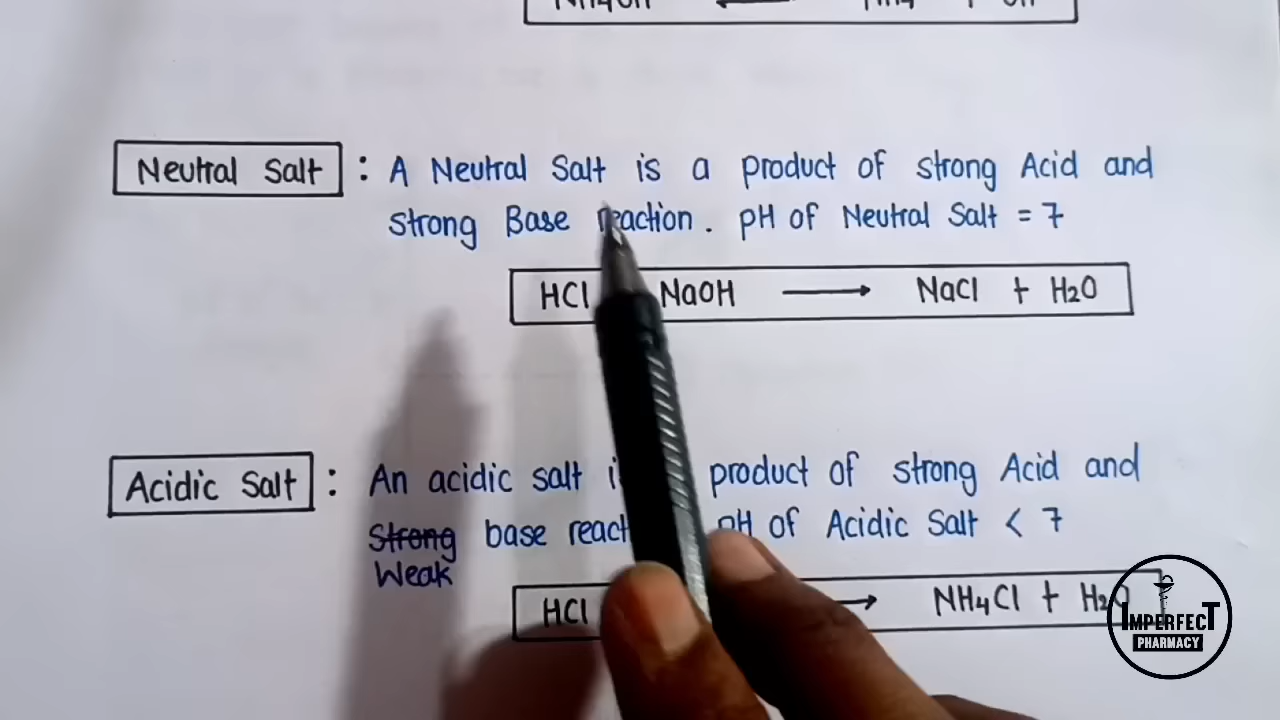 Neutral Salt : A Neutral Salt is a product of strong Acid and
strong Base reaction. pH of Neutral Salt = 7
HCl NaOH ⟶ NaCl + H₂O
Acidic Salt : An acidic salt product of strong Acid and
Strong base pH of Acidic Salt < 7
Weak
HCl ⟶ NH₄Cl + H₂O
IMPERFECT
PHARMACY